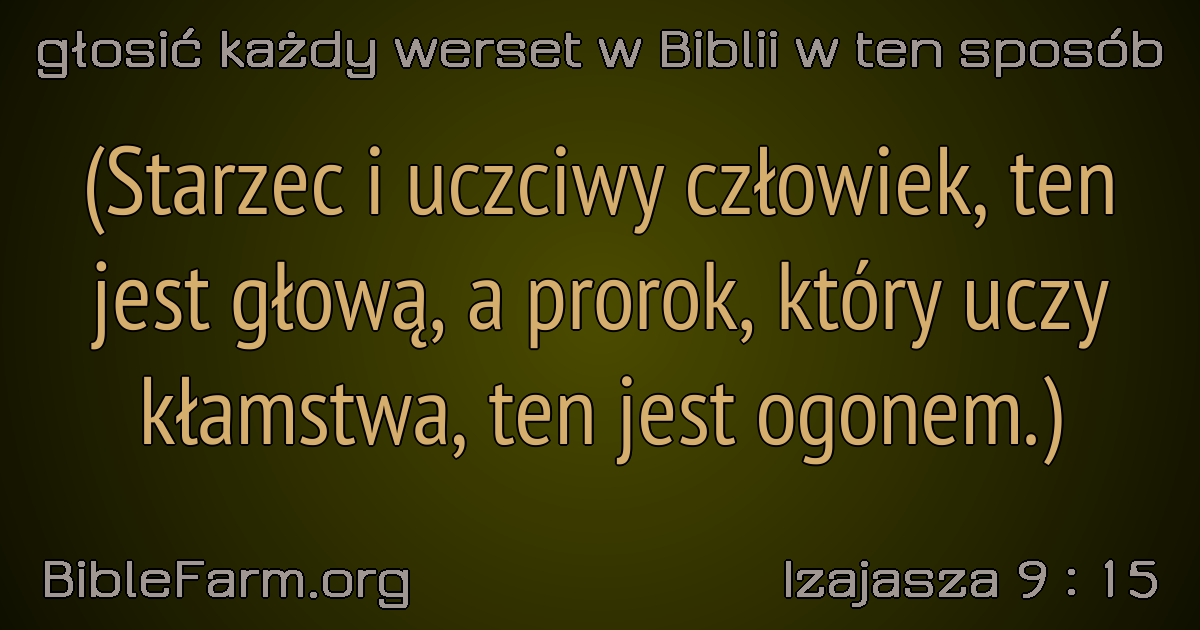 głosić każdy werset w Biblii w ten sposób
(Starzec i uczciwy człowiek, ten
jest głową, a prorok, który uczy
kłamstwa, ten jest ogonem.)
BibleFarm.org
Izajasza 9 : 15